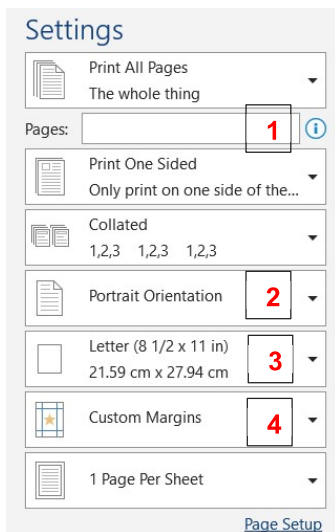 Settings
Print All Pages
The whole thing
Pages: 1
Print One Sided
Only print on one side of the...
Collated
1,2,3 1,2,3 1,2,3
Portrait Orientation 2
Letter (8 1/2 x 11 in)
21.59 cm x 27.94 cm 3
Custom Margins 4
1 Page Per Sheet
Page Setup